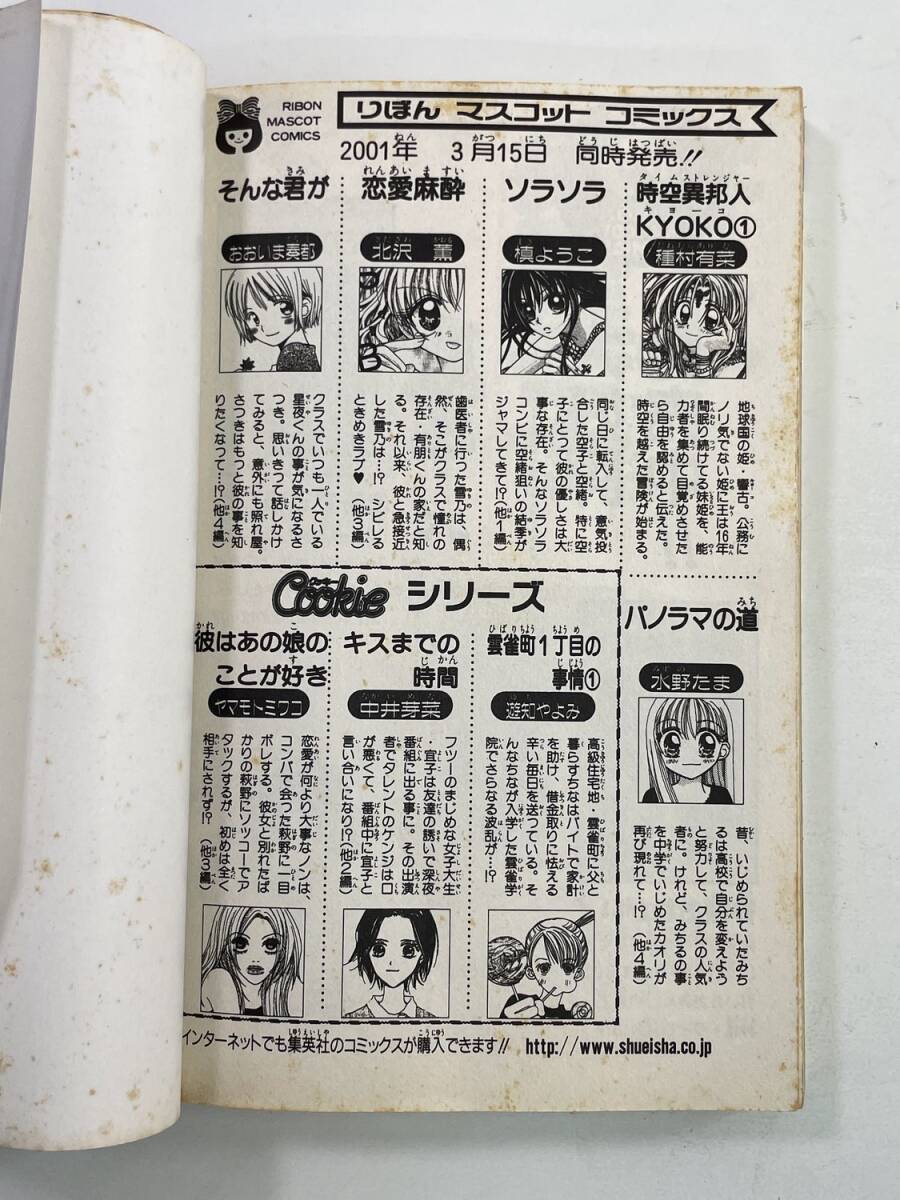 RIBON
MASCOT
COMICS
りぼん マスコット コミックス
2001年 3月15日 同時発売!!
時空異邦人
KYOKO①
種村有菜
地球国の姫・響古。公務に
ノリ気でない姫に王は16年
間眠り続けてる妹姫を、能
力者を集めて目覚めさせた
ら自由を認めると伝えた。
時空を越えた冒険が始まる。
ソラソラ
槙ようこ
同じ日に転入して、意気投
合した空子と空緒。特に空
子にとって彼の優しさは大
事な存在。そんなソラソラ
コンビに空緒狙いの結季が
ジャマしてきて!?(他1編)
恋愛麻酔
北沢 薫
歯医者に行った雪乃は、偶
然、そこがクラスで憧れの
存在・有朋くんの家だと知
る。それ以来、彼と急接近
した雪乃は…!? シビレる
ときめきラブ♥(他3編)
そんな君が
おおいま奏都
クラスでいつも一人でいる
星夜くんの事が気になるさ
つき。思いきって話しかけ
てみると、意外にも照れ屋。
さつきはもっと彼の事を知
りたくなって…!?(他4編)
パノラマの道
水野たま
昔、いじめられていたみち
るは高校で自分を変えよう
と努力して、クラスの人気
者に。けれど、みちるの事
を中学でいじめたカオリが
再び現れて…!?(他4編)
Cookie シリーズ
雲雀町1丁目の
事情①
遊知やよみ
高級住宅地・雲雀町に父と
暮らすちなはバイトで家計
を助け、借金取りに怯える
辛い毎日を送っている。そ
んなちなが入学した雲雀学
院でさらなる波乱が…!?
キスまでの
時間
中井芽菜
フツーのまじめな女子大生
・宜子は友達の誘いで深夜
番組に出る事に。その出演
者でタレントのケンジは口
が悪くて、番組中に宜子と
言い合いになり!?(他2編)
彼はあの娘の
ことが好き
ヤマモトミワコ
恋愛が何より大事なノンは、
コンパで会った萩野に一目
ボレする。彼女と別れたば
かりの萩野にソッコーでア
タックするが、初めは全く
相手にされず!?(他3編)
インターネットでも集英社のコミックスが購入できます!! http://www.shueisha.co.jp